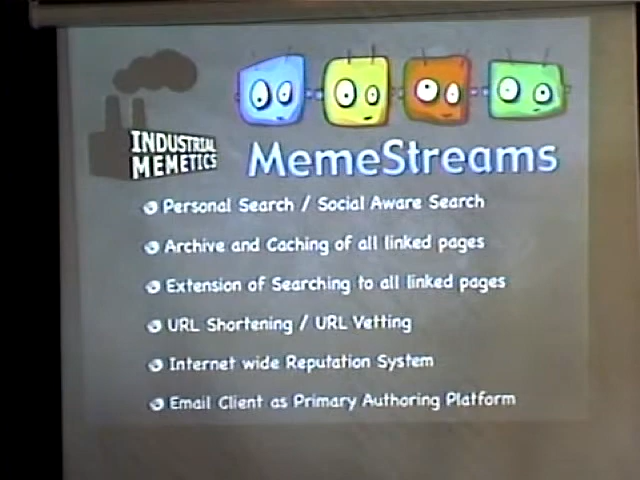 INDUSTRIAL
MEMETICS
MemeStreams
Personal Search / Social Aware Search
Archive and Caching of all linked pages
Extension of Searching to all linked pages
URL Shortening / URL Vetting
Internet wide Reputation System
Email Client as Primary Authoring Platform